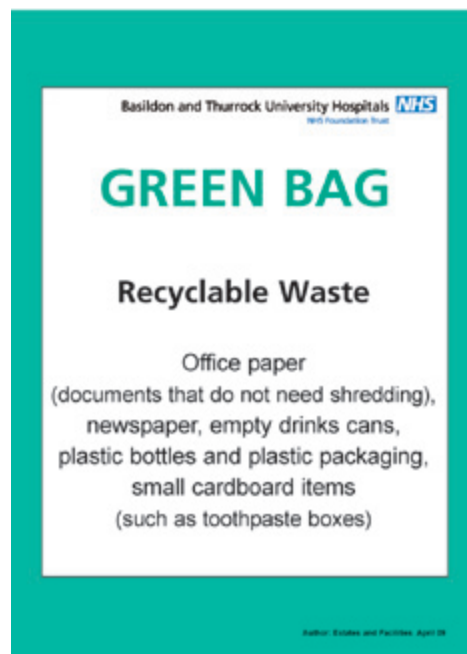 Basildon and Thurrock University Hospitals NHS
NHS Foundation Trust
GREEN BAG
Recyclable Waste
Office paper
(documents that do not need shredding),
newspaper, empty drinks cans,
plastic bottles and plastic packaging,
small cardboard items
(such as toothpaste boxes)
Author: Estates and Facilities April 09